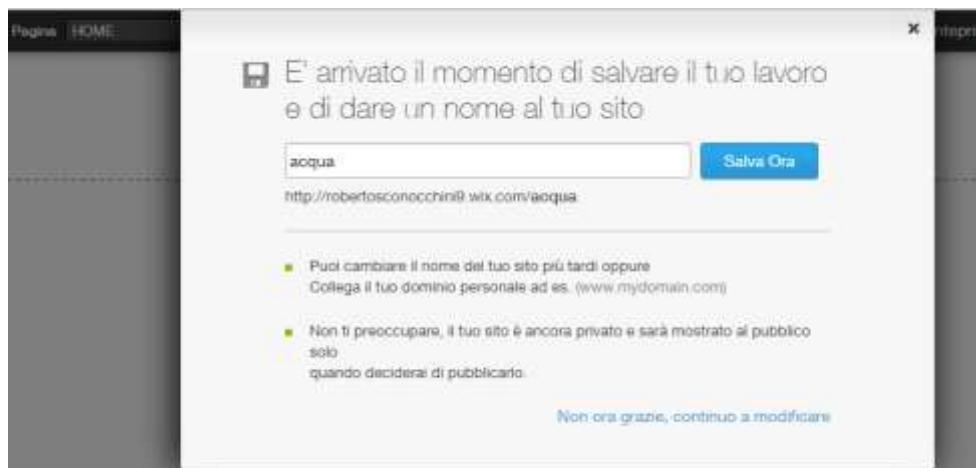 Pagina HOME
E' arrivato il momento di salvare il tuo lavoro
e di dare un nome al tuo sito
acqua
Salva Ora
http://robertosconocchini9.wix.com/acqua
Puoi cambiare il nome del tuo sito più tardi oppure
Collega il tuo dominio personale ad es. (www.mydomain.com)
Non ti preoccupare, il tuo sito è ancora privato e sarà mostrato al pubblico
solo
quando deciderai di pubblicarlo.
Non ora grazie, continuo a modificare